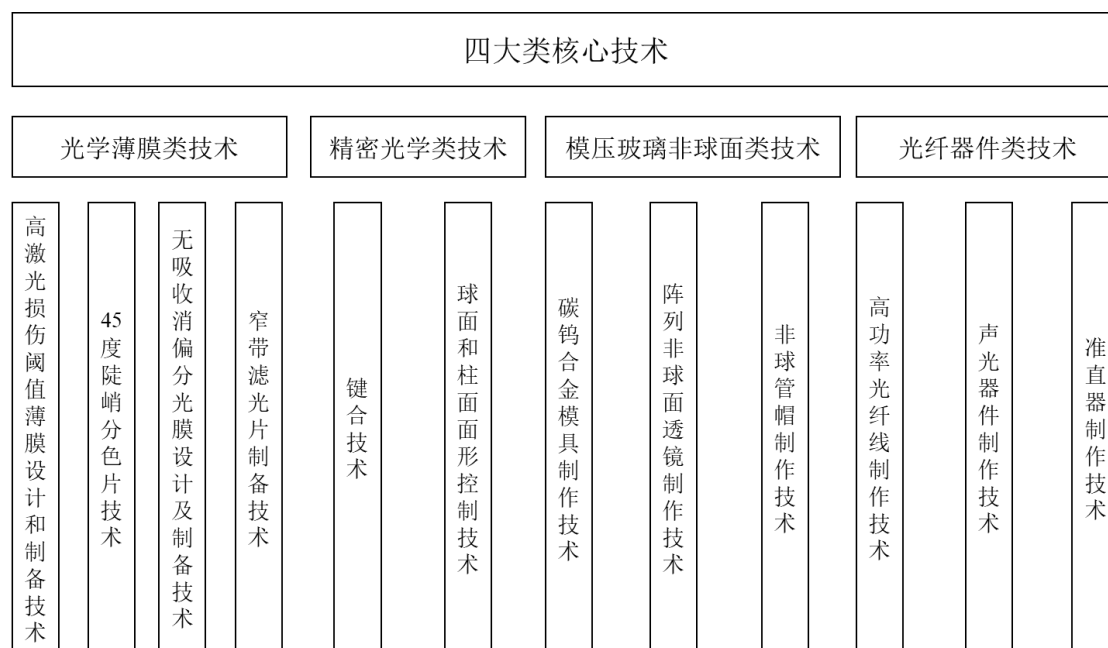 四大类核心技术
光学薄膜类技术
精密光学类技术
模压玻璃非球面类技术
光纤器件类技术
高激光损伤阈值薄膜设计和制备技术
45度陡峭分色片技术
无吸收消偏分光膜设计及制备技术
窄带滤光片制备技术
键合技术
球面和柱面面形控制技术
碳钨合金模具制作技术
阵列非球面透镜制作技术
非球管帽制作技术
高功率光纤线制作技术
声光器件制作技术
准直器制作技术